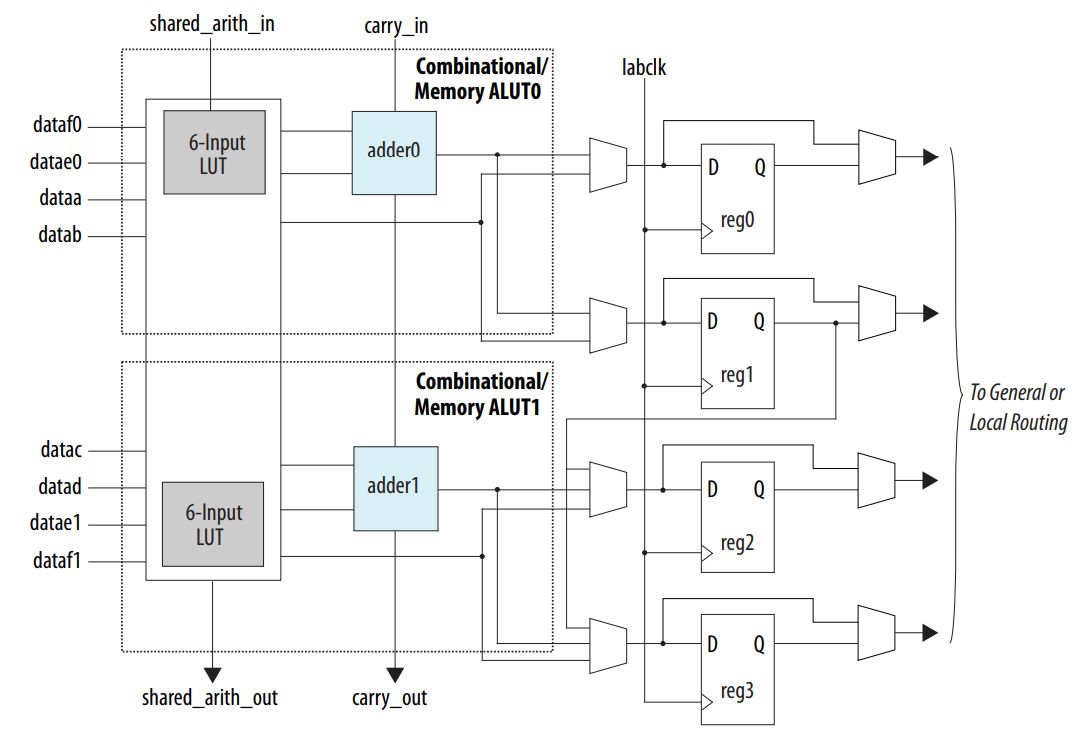 shared_arith_in
carry_in
labclk
Combinational/
Memory ALUT0
dataf0
datae0
dataa
datab
6-Input
LUT
adder0
D Q
reg0
D Q
reg1
Combinational/
Memory ALUT1
datac
datad
datae1
dataf1
6-Input
LUT
adder1
D Q
reg2
D Q
reg3
To General or
Local Routing
shared_arith_out
carry_out